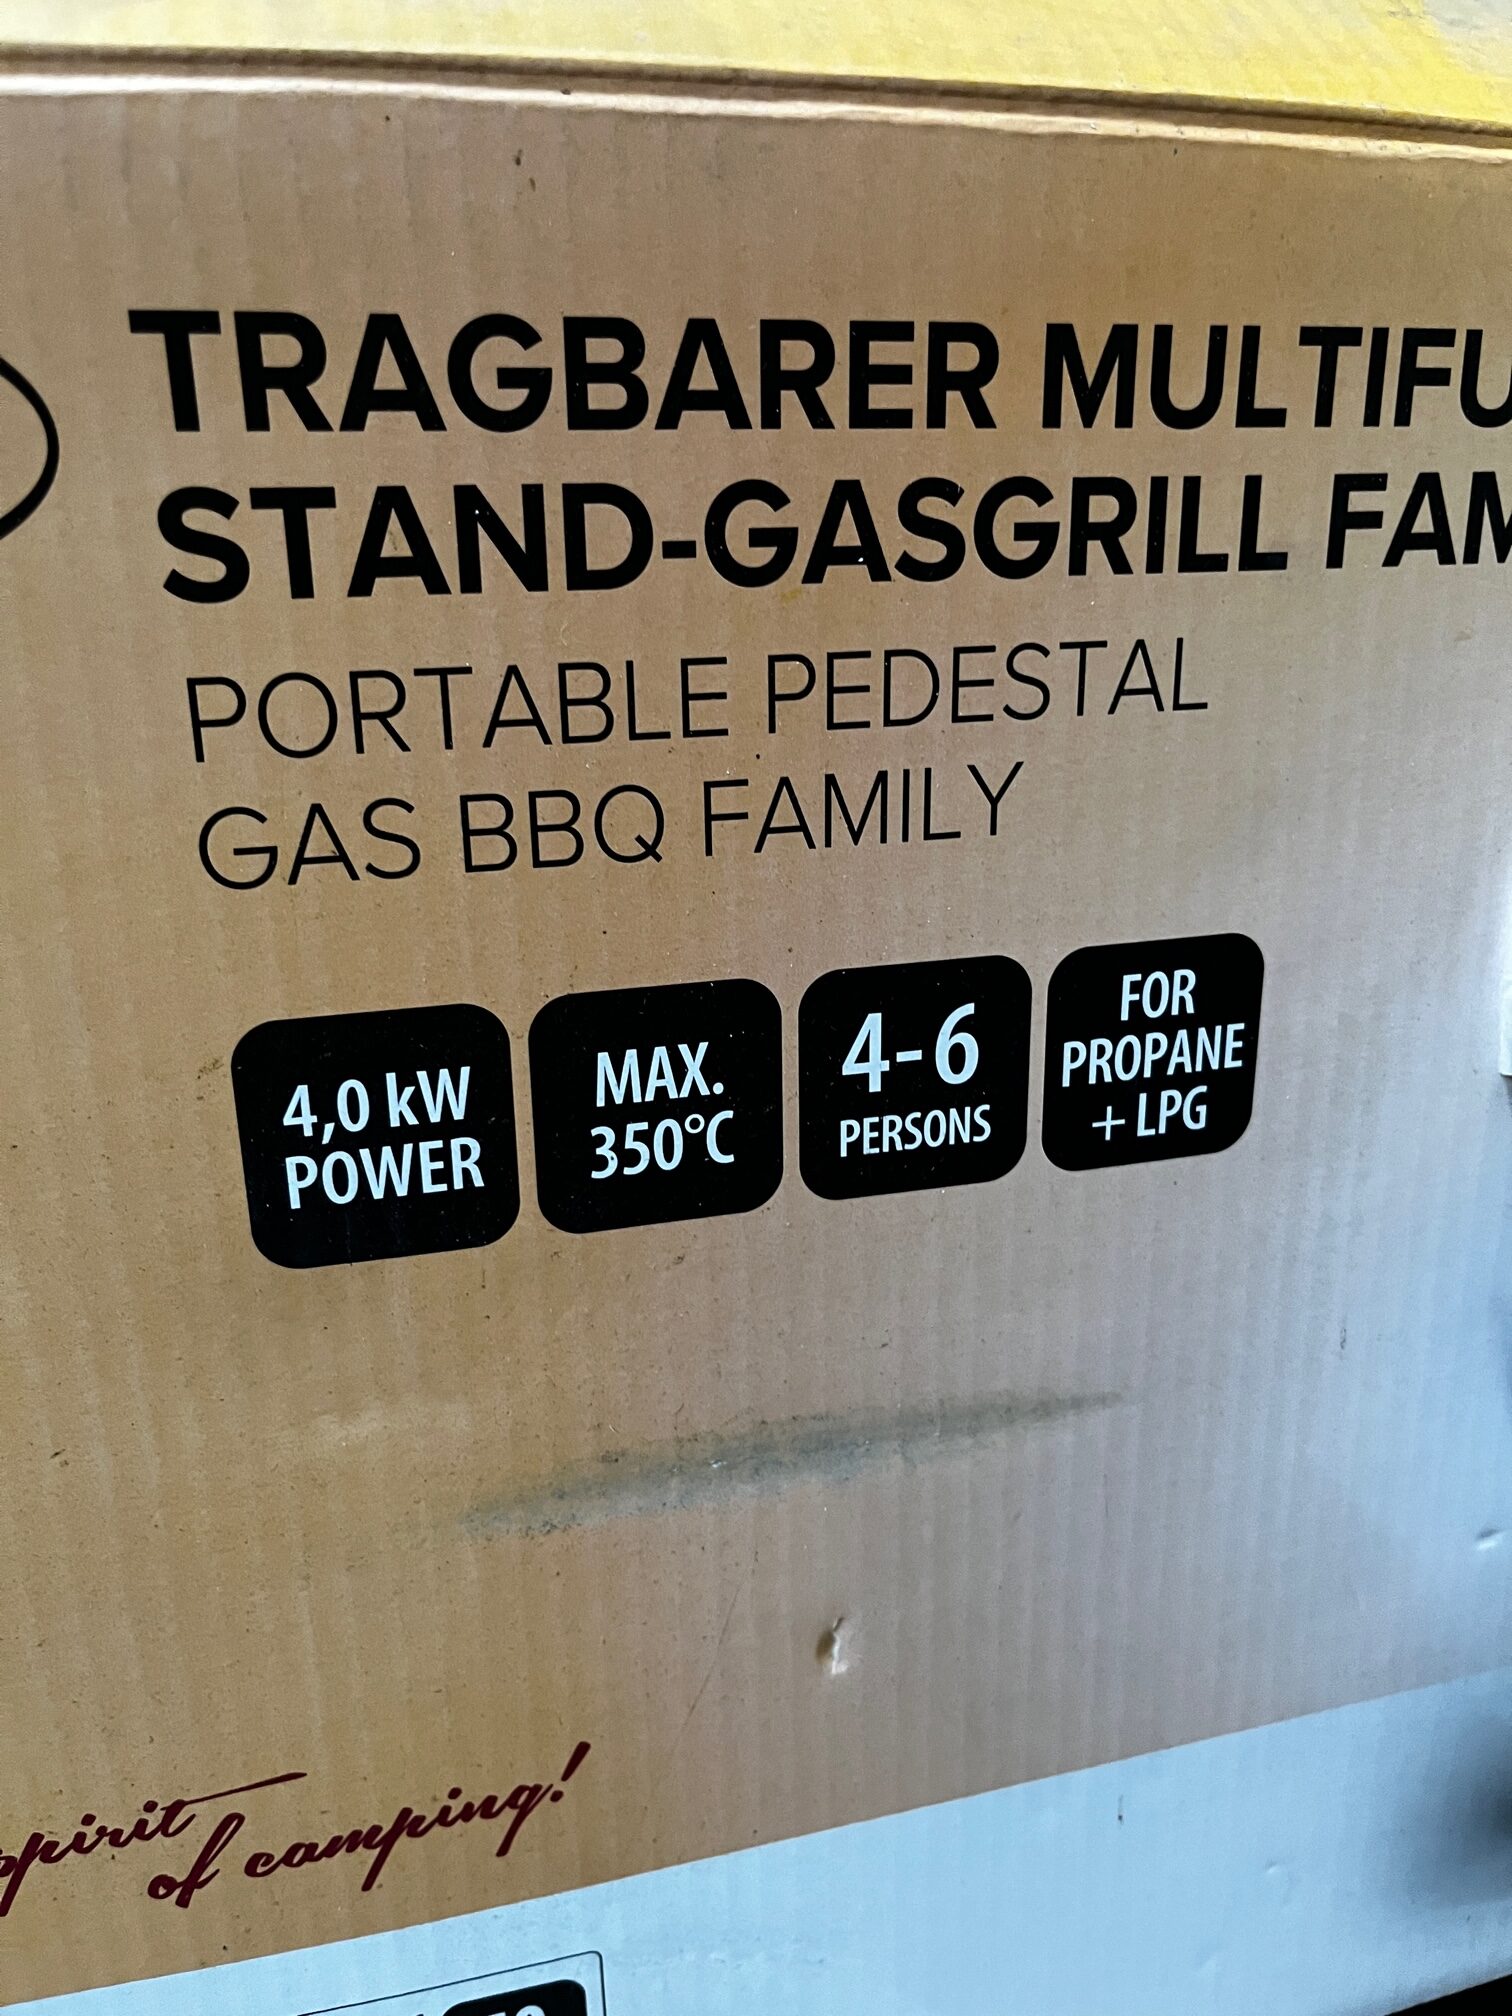 TRAGBARER MULTIFU
STAND-GASGRILL FAM
PORTABLE PEDESTAL
GAS BBQ FAMILY
4,0 kW
POWER
MAX.
350°C
4-6
PERSONS
FOR
PROPANE
+ LPG
spirit
of camping!